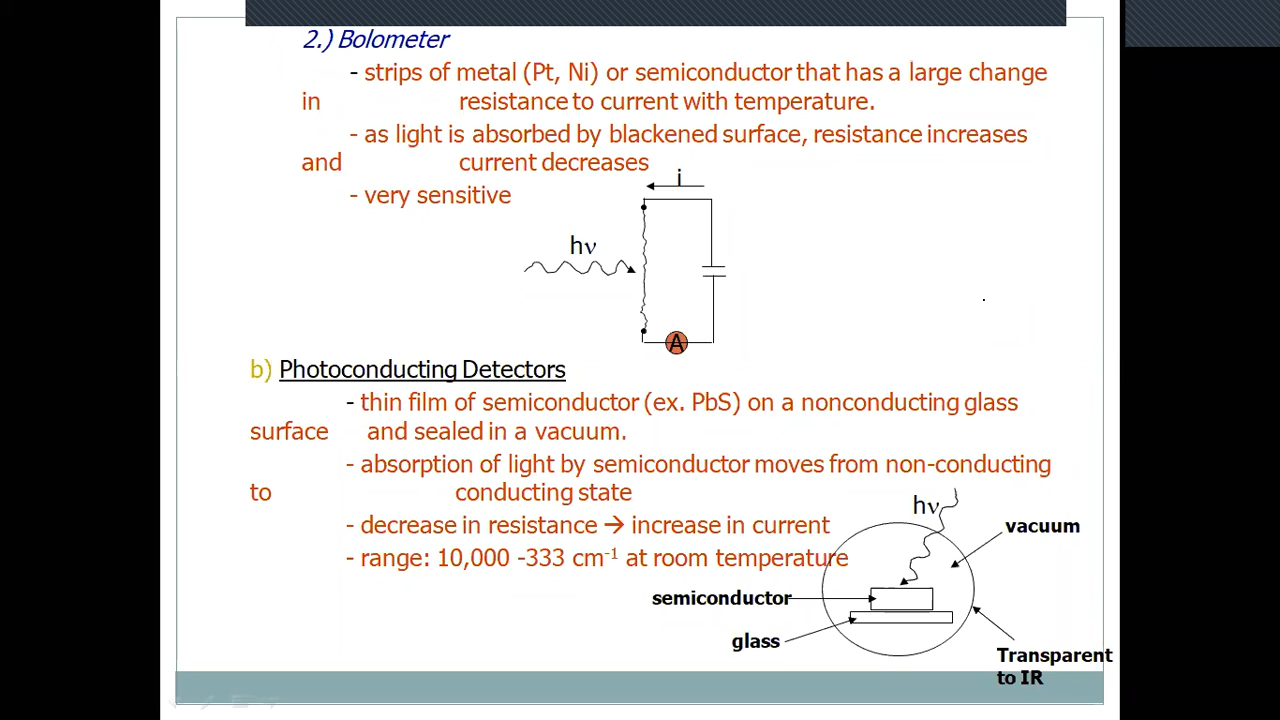 2.) Bolometer
- strips of metal (Pt, Ni) or semiconductor that has a large change
in resistance to current with temperature.
- as light is absorbed by blackened surface, resistance increases
and current decreases
- very sensitive
i
hν
A
b) Photoconducting Detectors
- thin film of semiconductor (ex. PbS) on a nonconducting glass
surface and sealed in a vacuum.
- absorption of light by semiconductor moves from non-conducting
to conducting state
- decrease in resistance → increase in current
- range: 10,000 -333 cm⁻¹ at room temperature
hν
vacuum
semiconductor
glass
Transparent
to IR